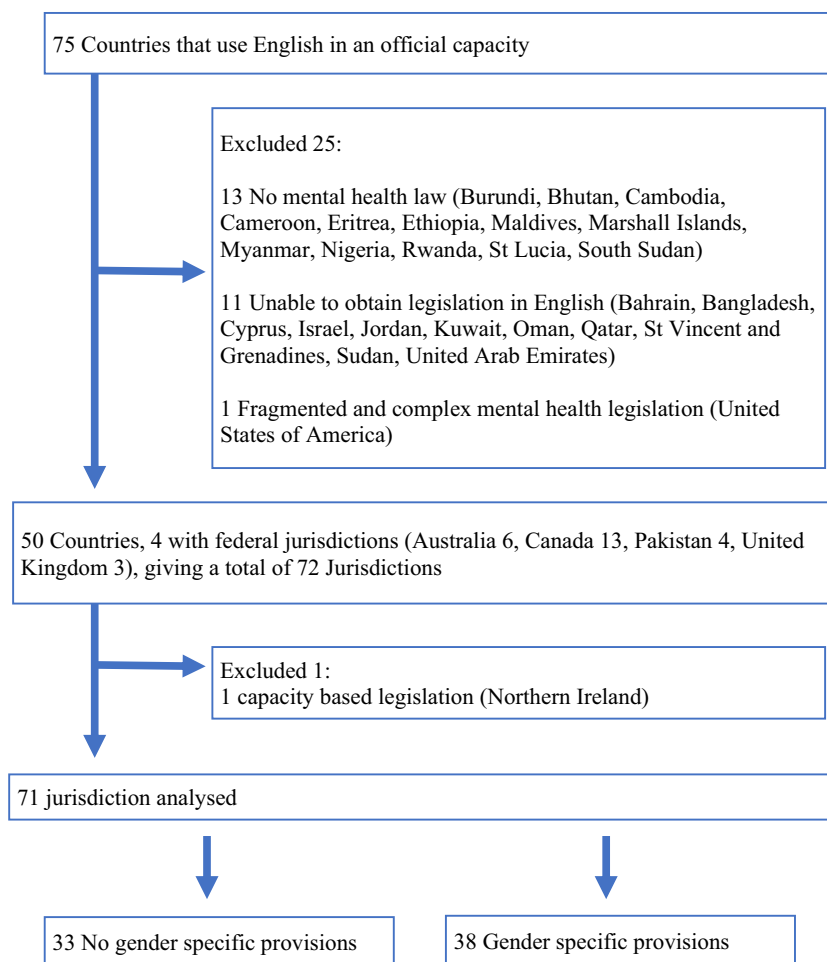 75 Countries that use English in an official capacity
Excluded 25:
13 No mental health law (Burundi, Bhutan, Cambodia,
Cameroon, Eritrea, Ethiopia, Maldives, Marshall Islands,
Myanmar, Nigeria, Rwanda, St Lucia, South Sudan)
11 Unable to obtain legislation in English (Bahrain, Bangladesh,
Cyprus, Israel, Jordan, Kuwait, Oman, Qatar, St Vincent and
Grenadines, Sudan, United Arab Emirates)
1 Fragmented and complex mental health legislation (United
States of America)
50 Countries, 4 with federal jurisdictions (Australia 6, Canada 13, Pakistan 4, United
Kingdom 3), giving a total of 72 Jurisdictions
Excluded 1:
1 capacity based legislation (Northern Ireland)
71 jurisdiction analysed
33 No gender specific provisions
38 Gender specific provisions